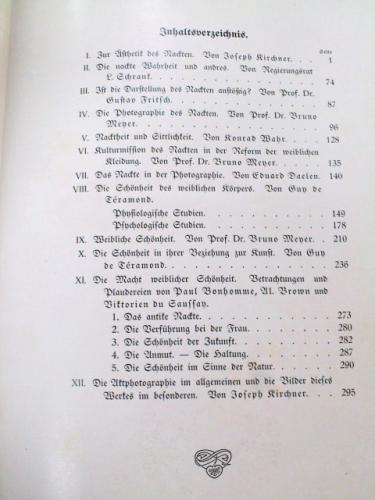 Inhaltsverzeichnis.
Seite
I. Zur Ästhetik des Nackten. Von Joseph Kirchner . . 1
II. Die nackte Wahrheit und andres. Von Regierungsrat
L. Schrank . . . . . . . . . . 74
III. Ist die Darstellung des Nackten anstößig? Von Prof. Dr.
Gustav Fritsch . . . . . . . . . . 87
IV. Die Photographie des Nackten. Von Prof. Dr. Bruno
Meyer . . . . . . . . . . 96
V. Nacktheit und Sittlichkeit. Von Konrad Wahr . . . 128
VI. Kulturmission des Nackten in der Reform der weiblichen
Kleidung. Von Prof. Dr. Bruno Meyer . . . . 135
VII. Das Nackte in der Photographie. Von Eduard Daelen. 140
VIII. Die Schönheit des weiblichen Körpers. Von Guy de
Téramond.
Physiologische Studien . . . . . . . . 149
Psychologische Studien . . . . . . . . 178
IX. Weibliche Schönheit. Von Prof. Dr. Bruno Meyer . 210
X. Die Schönheit in ihrer Beziehung zur Kunst. Von Guy
de Téramond . . . . . . . . . . 236
XI. Die Macht weiblicher Schönheit. Betrachtungen und
Plaudereien von Paul Bonhomme, Al. Brown und
Viktorien du Saussay.
1. Das antike Nackte . . . . . . . . 273
2. Die Verführung bei der Frau . . . . . . 280
3. Die Schönheit der Zukunft . . . . . . 282
4. Die Anmut. — Die Haltung . . . . . . 287
5. Die Schönheit im Sinne der Natur . . . . 290
XII. Die Aktphotographie im allgemeinen und die Bilder dieses
Werkes im besonderen. Von Joseph Kirchner . . 295